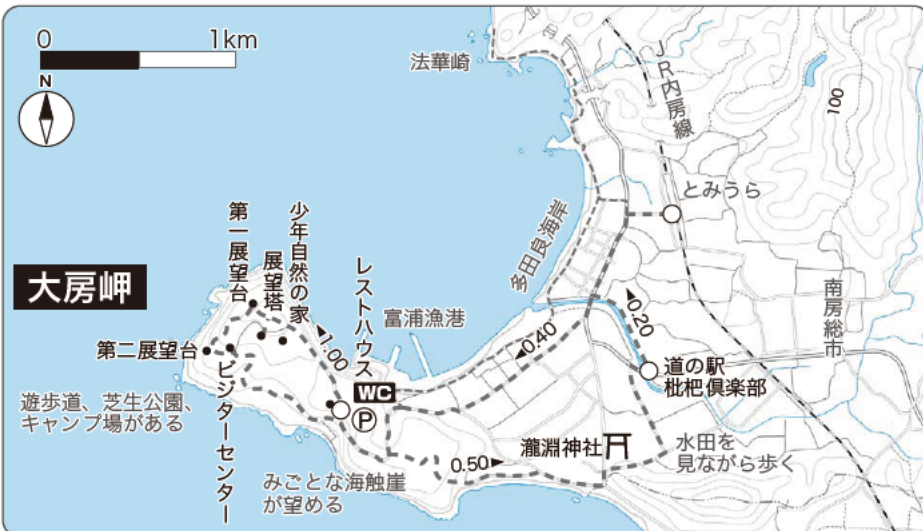 0 1km
N
法華崎
JR内房線
100
とみうら
多田良海岸
南房総市
大房岬
第一展望台
展望塔
少年自然の家
レストハウス
富浦漁港
1.00
0.40
0.20
第二展望台
ビジターセンター
WC
P
道の駅
枇杷倶楽部
遊歩道、芝生公園、
キャンプ場がある
瀧淵神社
水田を
見ながら歩く
0.50
みごとな海触崖
が望める